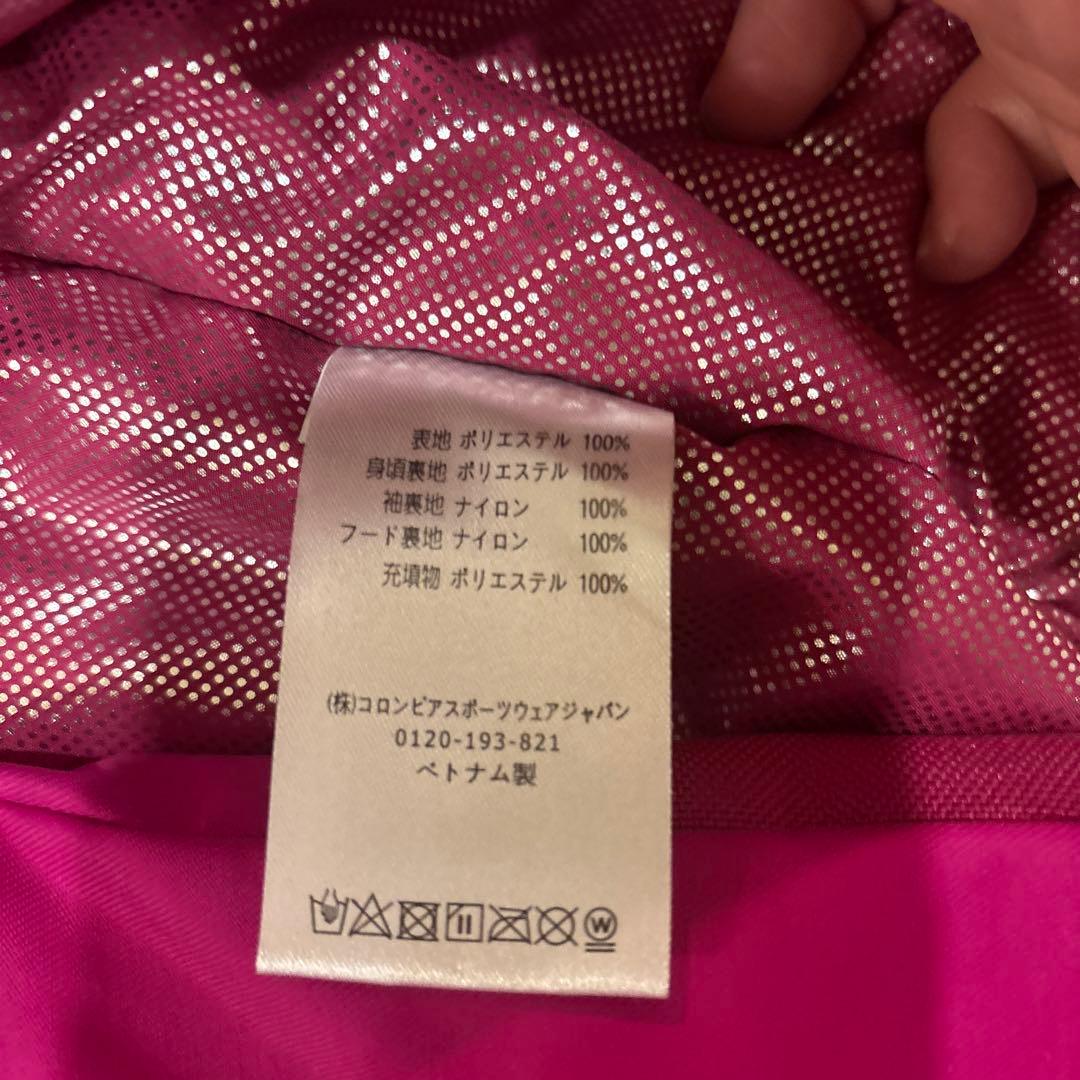 表地 ポリエステル 100%
身頃裏地 ポリエステル 100%
袖裏地 ナイロン 100%
フード裏地 ナイロン 100%
充填物 ポリエステル 100%
(株)コロンビアスポーツウェアジャパン
0120-193-821
ベトナム製
W